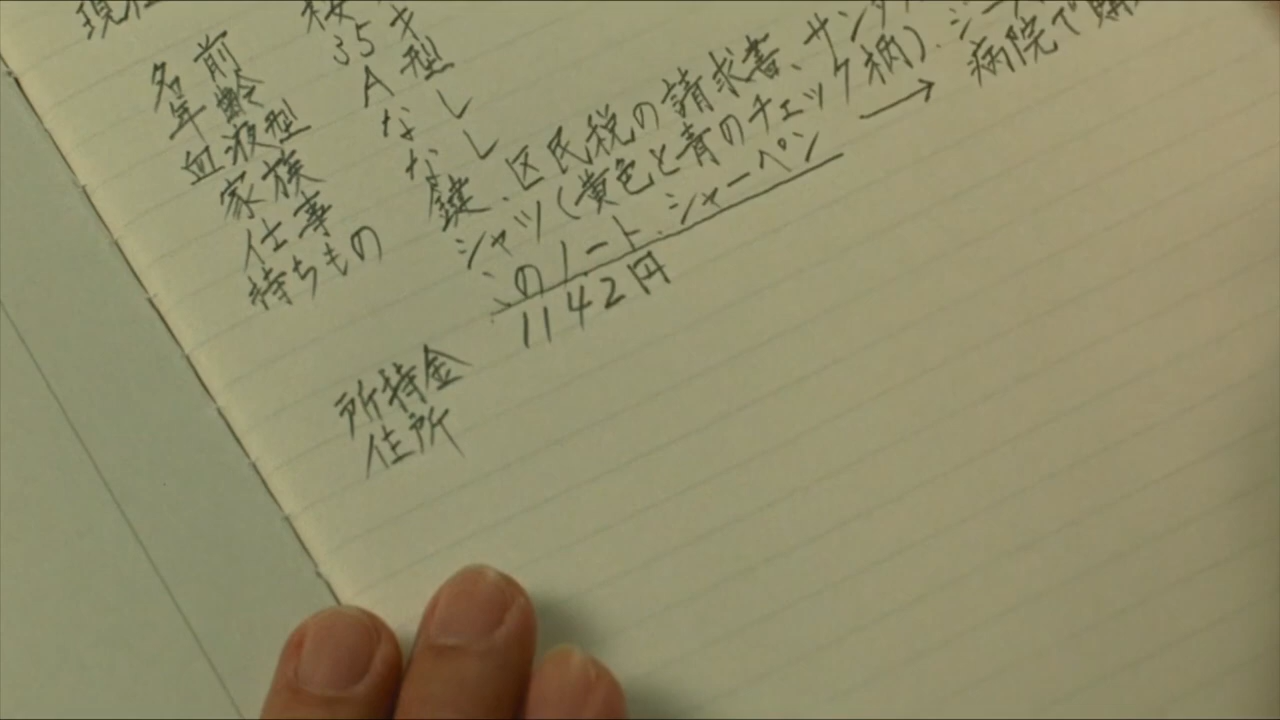 名前
年齢 35才
血液型 A型
家族 なし
仕事 なし
持ちもの 鍵、区民税の請求書、サンダ
シャツ(黄色と青のチェック柄)、ジー
、のノート、シャーペン → 病院で購
所持金 1142円
住所